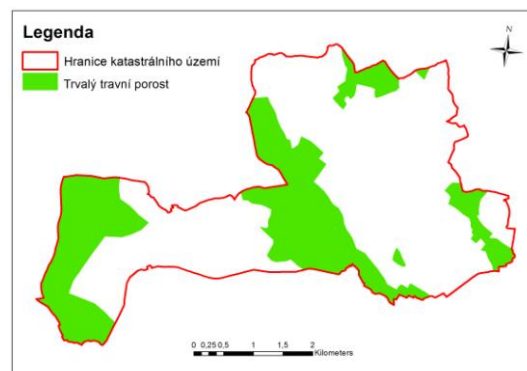 Legenda
N
Hranice katastrálního území
Trvalý travní porost
0 0,25 0,5 1 1,5 2
Kilometers